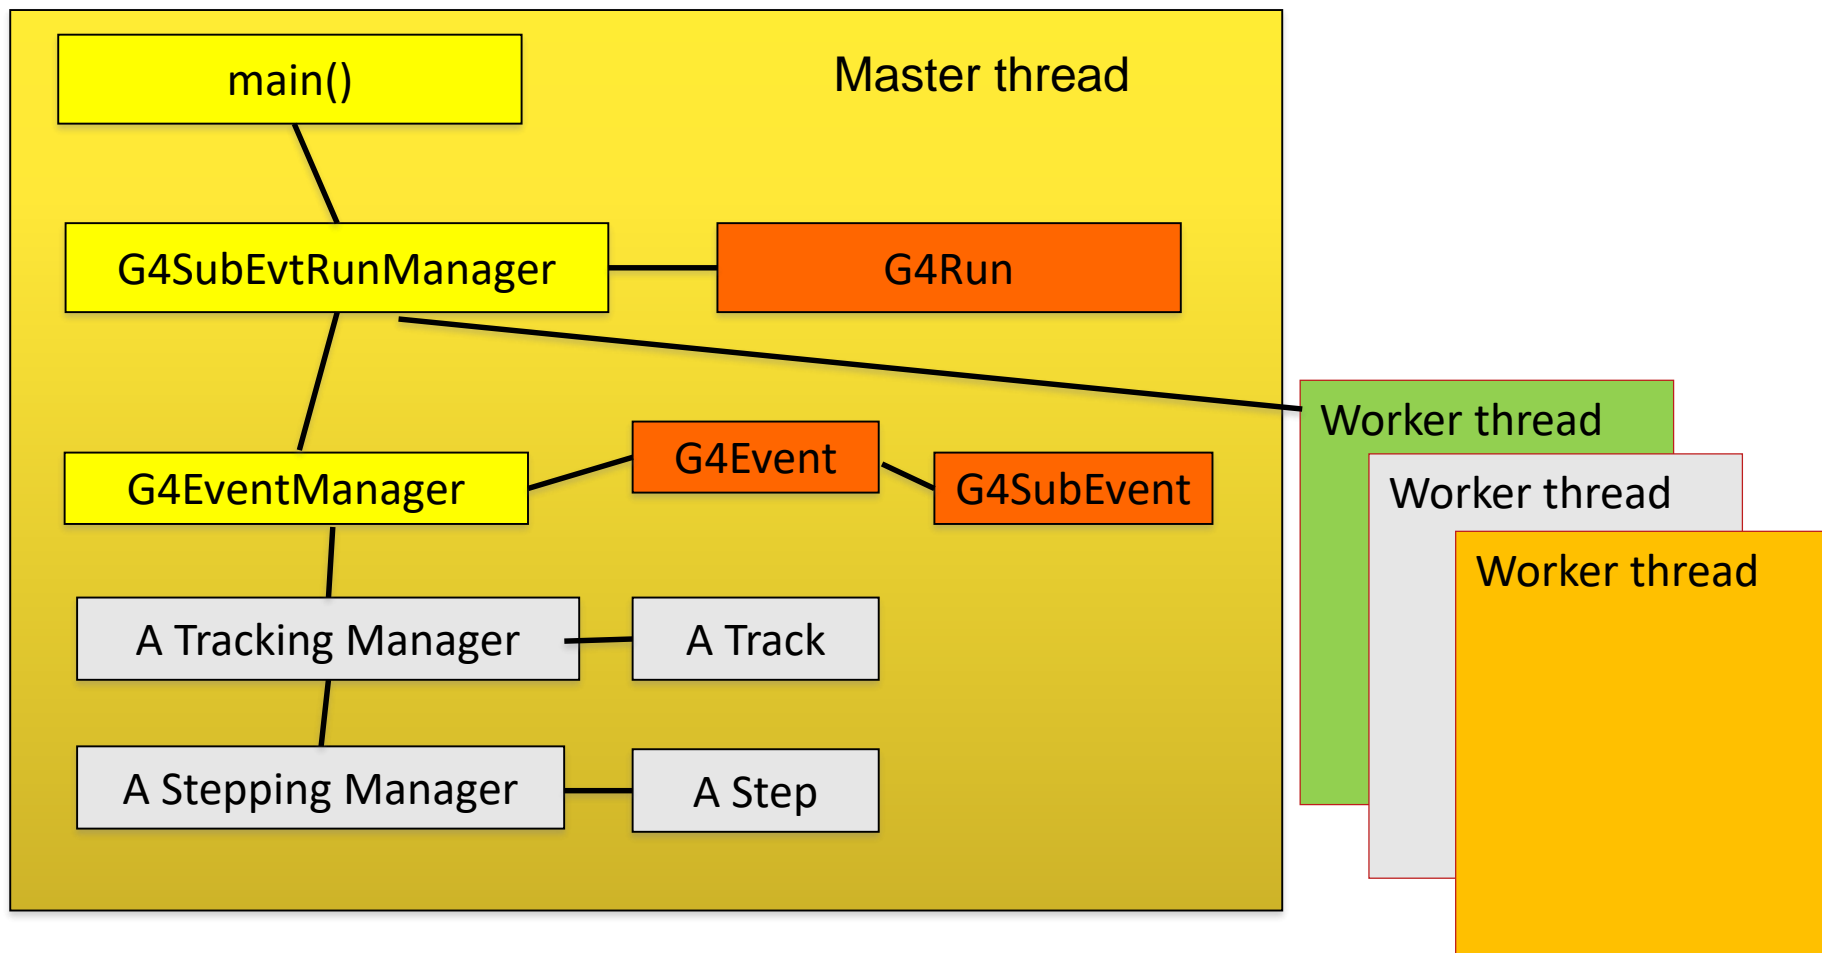 main()
Master thread
G4SubEvtRunManager
G4Run
Worker thread
G4Event
G4EventManager
G4SubEvent
Worker thread
Worker thread
A Tracking Manager
A Track
A Stepping Manager
A Step